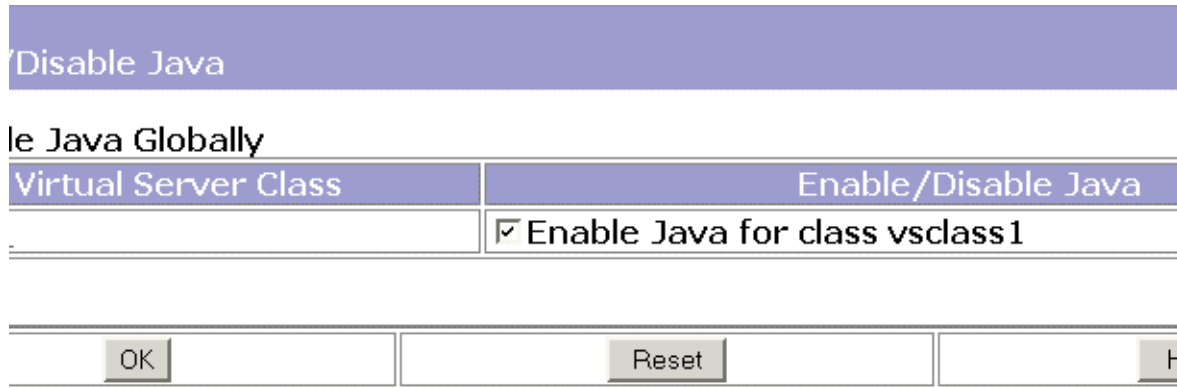 /Disable Java
le Java Globally
Virtual Server Class Enable/Disable Java
Enable Java for class vsclass1
OK Reset H